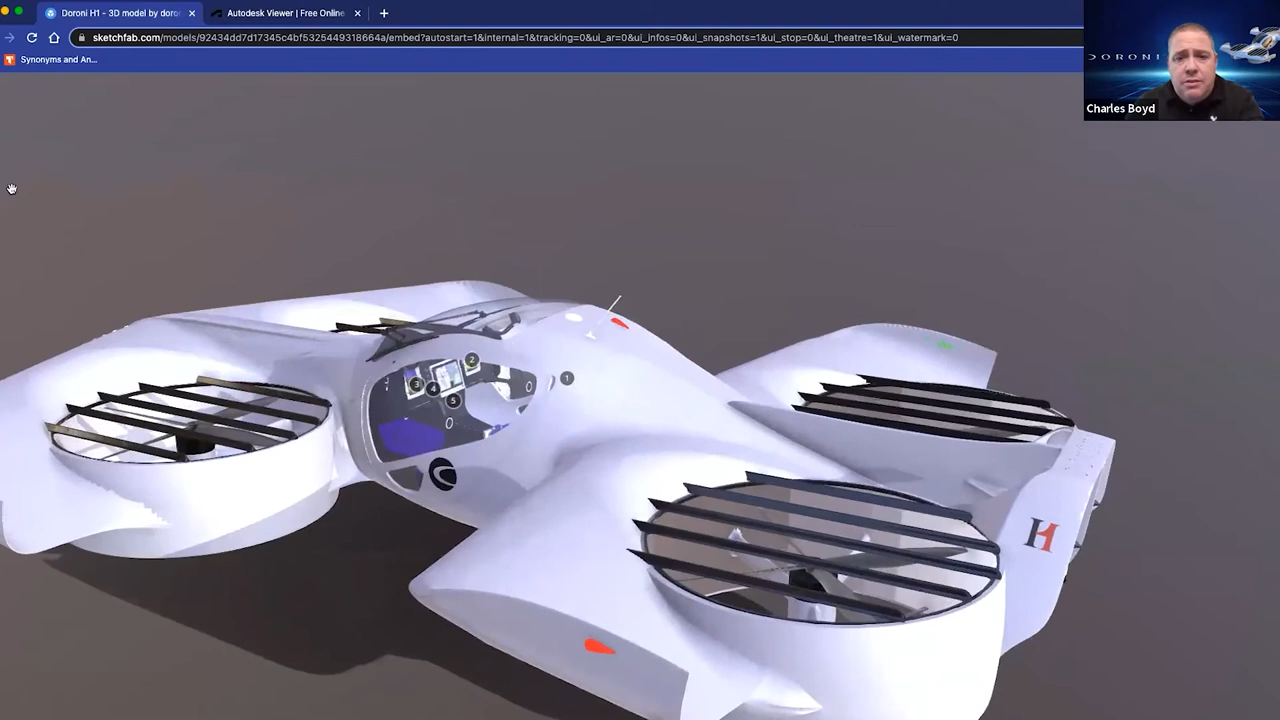 Doroni H1 - 3D model by doron
Autodesk Viewer | Free Online
sketchfab.com/models/92434dd7d17345c4bf5325449318664a/embed?autostart=1&internal=1&tracking=0&ui_ar=0&ui_infos=0&ui_snapshots=1&ui_stop=0&ui_theatre=1&ui_watermark=0
Synonyms and An...
DORONI
Charles Boyd
2
1
3
4
5
H1